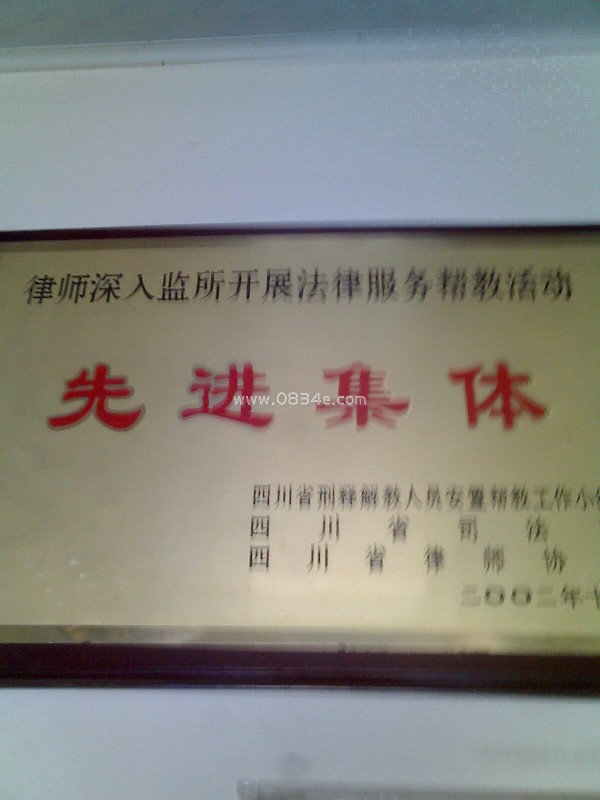 律师深入监所开展法律服务帮教活动
先进集体
www.0834e.com
四川省刑释解教人员安置帮教工作小
四川省司法
四川省律师协
二００二年十